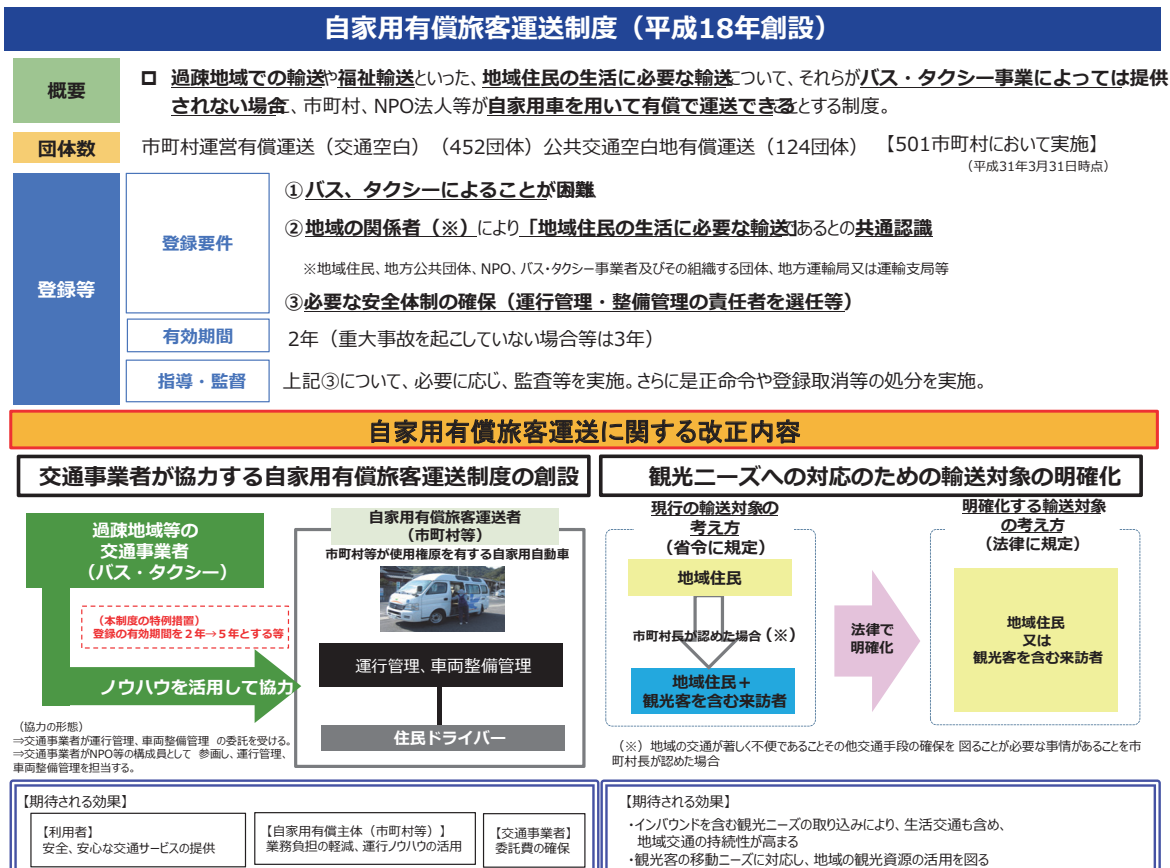 自家用有償旅客運送制度（平成18年創設）
概要
□ 過疎地域での輸送や福祉輸送といった、地域住民の生活に必要な輸送について、それらがバス・タクシー事業によっては提供
されない場合に、市町村、NPO法人等が自家用車を用いて有償で運送できることとする制度。
団体数
市町村運営有償運送（交通空白）（452団体）公共交通空白地有償運送（124団体） 【501市町村において実施】
（平成31年3月31日時点）
登録等
登録要件
①バス、タクシーによることが困難
②地域の関係者（※）により「地域住民の生活に必要な輸送」であるとの共通認識
※地域住民、地方公共団体、NPO、バス・タクシー事業者及びその組織する団体、地方運輸局又は運輸支局等
③必要な安全体制の確保（運行管理・整備管理の責任者を選任等）
有効期間
2年（重大事故を起こしていない場合等は3年）
指導・監督
上記③について、必要に応じ、監査等を実施。さらに是正命令や登録取消等の処分を実施。
自家用有償旅客運送に関する改正内容
交通事業者が協力する自家用有償旅客運送制度の創設
過疎地域等の
交通事業者
（バス・タクシー）
（本制度の特例措置）
登録の有効期間を２年→５年とする等
ノウハウを活用して協力
（協力の形態）
⇒交通事業者が運行管理、車両整備管理 の委託を受ける。
⇒交通事業者がNPO等の構成員として 参画し、運行管理、
車両整備管理を担当する。
自家用有償旅客運送者
（市町村等）
市町村等が使用権原を有する自家用自動車
運行管理、車両整備管理
住民ドライバー
【期待される効果】
【利用者】
安全、安心な交通サービスの提供
【自家用有償主体（市町村等）】
業務負担の軽減、運行ノウハウの活用
【交通事業者】
委託費の確保
観光ニーズへの対応のための輸送対象の明確化
現行の輸送対象の
考え方
（省令に規定）
地域住民
市町村長が認めた場合（※）
地域住民＋
観光客を含む来訪者
法律で
明確化
明確化する輸送対象
の考え方
（法律に規定）
地域住民
又は
観光客を含む来訪者
（※）地域の交通が著しく不便であることその他交通手段の確保を 図ることが必要な事情があることを市
町村長が認めた場合
【期待される効果】
・インバウンドを含む観光ニーズの取り込みにより、生活交通も含め、
地域交通の持続性が高まる
・観光客の移動ニーズに対応し、地域の観光資源の活用を図る